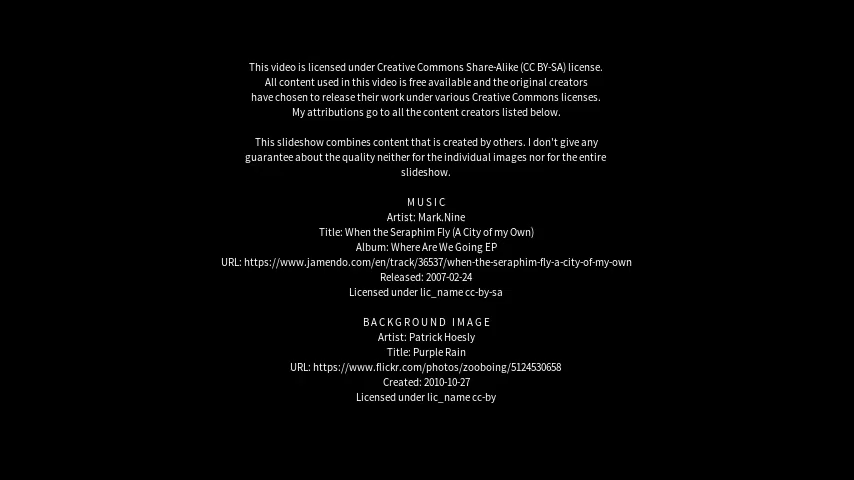 This video is licensed under Creative Commons Share-Alike (CC BY-SA) license.
All content used in this video is free available and the original creators
have chosen to release their work under various Creative Commons licenses.
My attributions go to all the content creators listed below.
This slideshow combines content that is created by others. I don't give any
guarantee about the quality neither for the individual images nor for the entire
slideshow.
MUSIC
Artist: Mark.Nine
Title: When the Seraphim Fly (A City of my Own)
Album: Where Are We Going EP
URL: https://www.jamendo.com/en/track/36537/when-the-seraphim-fly-a-city-of-my-own
Released: 2007-02-24
Licensed under lic_name cc-by-sa
BACKGROUND IMAGE
Artist: Patrick Hoesly
Title: Purple Rain
URL: https://www.flickr.com/photos/zooboing/5124530658
Created: 2010-10-27
Licensed under lic_name cc-by